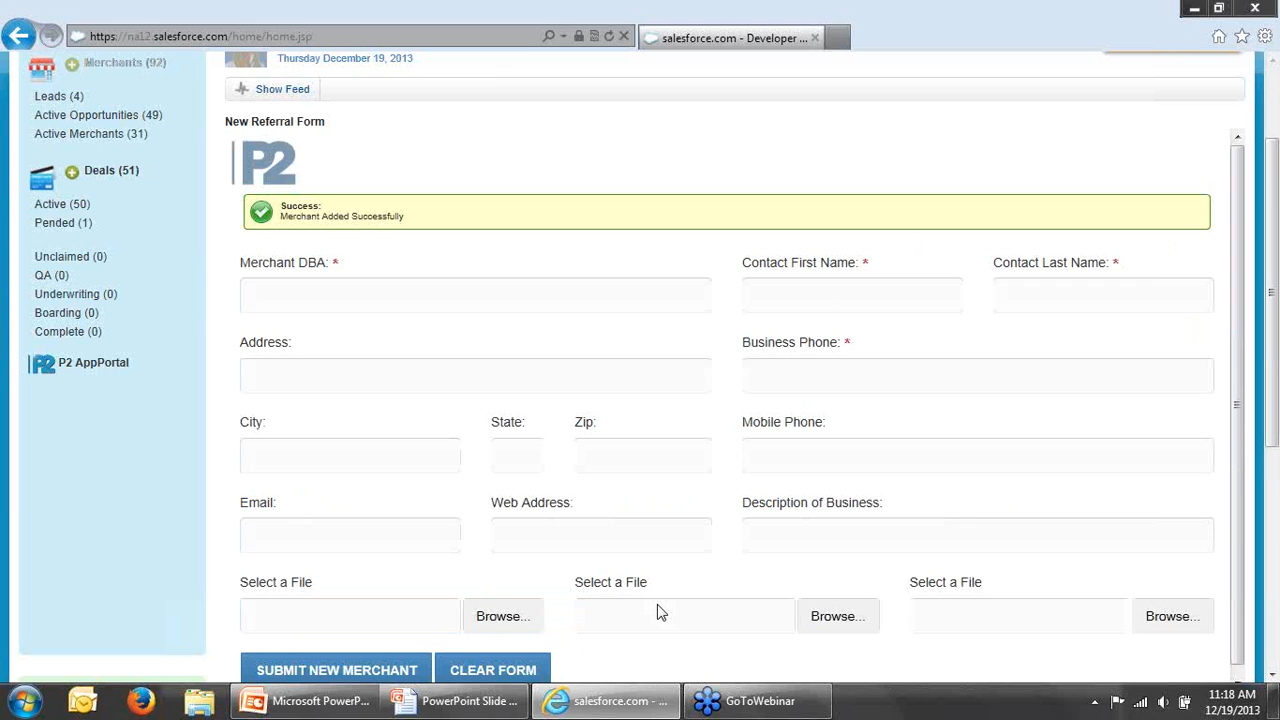 https://na12.salesforce.com/home/home.jsp
salesforce.com - Developer ...
Merchants (92)
Leads (4)
Active Opportunities (49)
Active Merchants (31)
Deals (51)
Active (50)
Pended (1)
Unclaimed (0)
QA (0)
Underwriting (0)
Boarding (0)
Complete (0)
P2 P2 AppPortal
Thursday December 19, 2013
Show Feed
New Referral Form
P2
Success:
Merchant Added Successfully
Merchant DBA: * Contact First Name: * Contact Last Name: *
Address: Business Phone: *
City: State: Zip: Mobile Phone:
Email: Web Address: Description of Business:
Select a File Select a File Select a File
Browse... Browse... Browse...
SUBMIT NEW MERCHANT CLEAR FORM
Microsoft PowerP... PowerPoint Slide ... salesforce.com - ... GoToWebinar
11:18 AM
12/19/2013